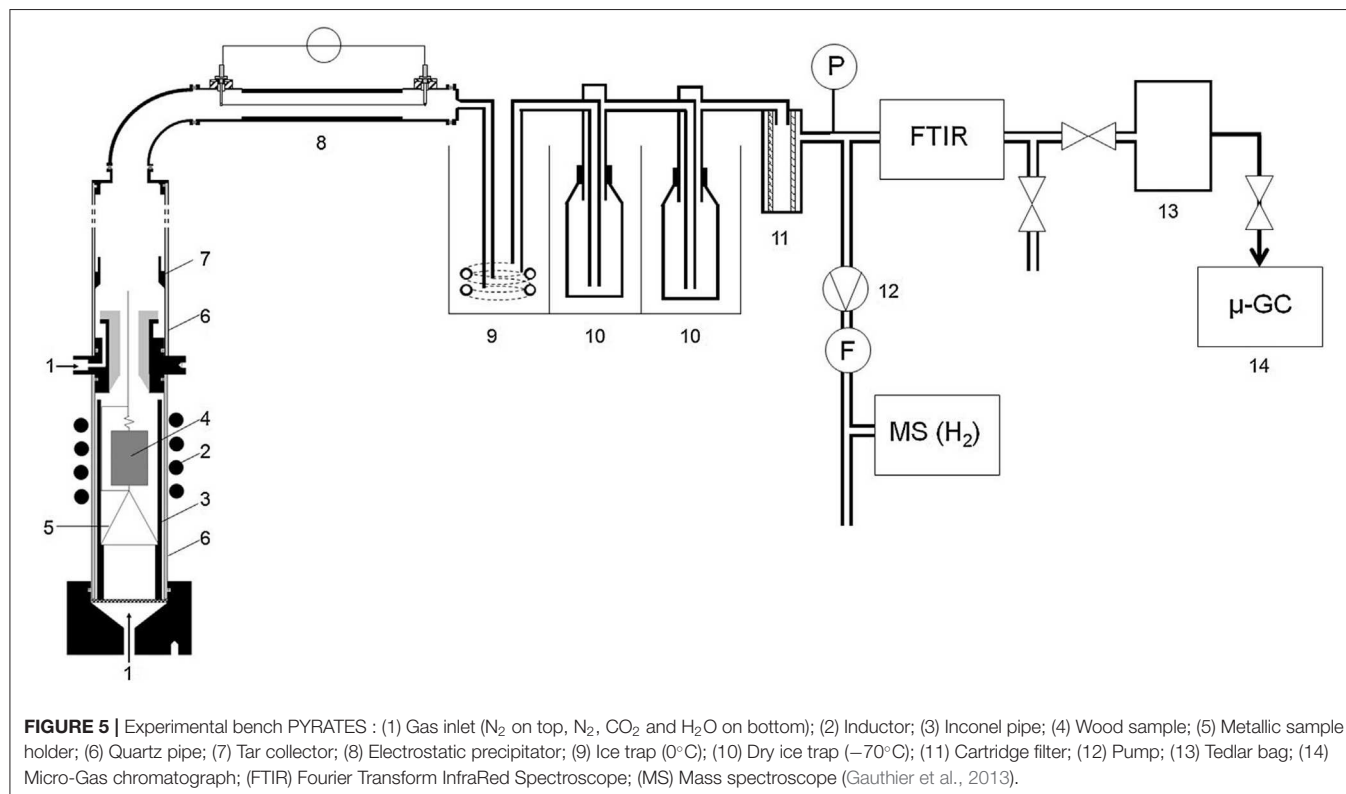 P
8
FTIR
13
7
11
12
μ-GC
6
9
10
10
1
F
14
4
MS (H₂)
2
3
5
6
1
FIGURE 5 | Experimental bench PYRATES : (1) Gas inlet (N₂ on top, N₂, CO₂ and H₂O on bottom); (2) Inductor; (3) Inconel pipe; (4) Wood sample; (5) Metallic sample
holder; (6) Quartz pipe; (7) Tar collector; (8) Electrostatic precipitator; (9) Ice trap (0°C); (10) Dry ice trap (−70°C); (11) Cartridge filter; (12) Pump; (13) Tedlar bag; (14)
Micro-Gas chromatograph; (FTIR) Fourier Transform InfraRed Spectroscope; (MS) Mass spectroscope (Gauthier et al., 2013).